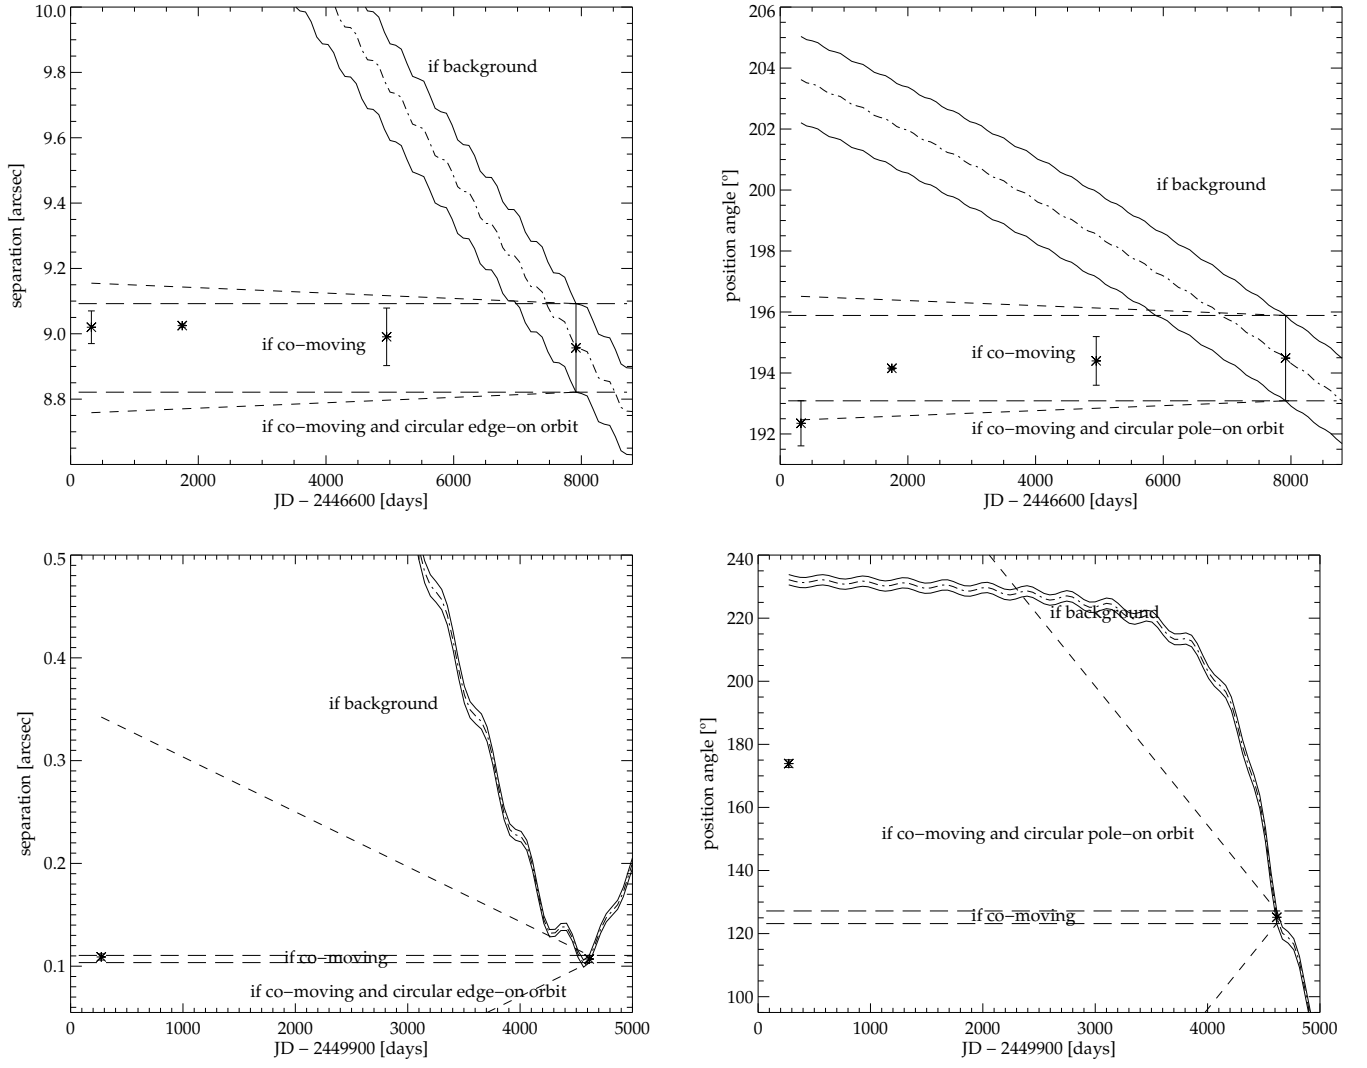 10.0
9.8
9.6
9.4
9.2
9.0
8.8
separation [arcsec]
if background
if co−moving
if co−moving and circular edge−on orbit
0 2000 4000 6000 8000
JD − 2446600 [days]
206
204
202
200
198
196
194
192
position angle [°]
if background
if co−moving
if co−moving and circular pole−on orbit
0 2000 4000 6000 8000
JD − 2446600 [days]
0.5
0.4
0.3
0.2
0.1
separation [arcsec]
if background
if co−moving
if co−moving and circular edge−on orbit
0 1000 2000 3000 4000 5000
JD − 2449900 [days]
240
220
200
180
160
140
120
100
position angle [°]
if background
if co−moving and circular pole−on orbit
if co−moving
0 1000 2000 3000 4000 5000
JD − 2449900 [days]